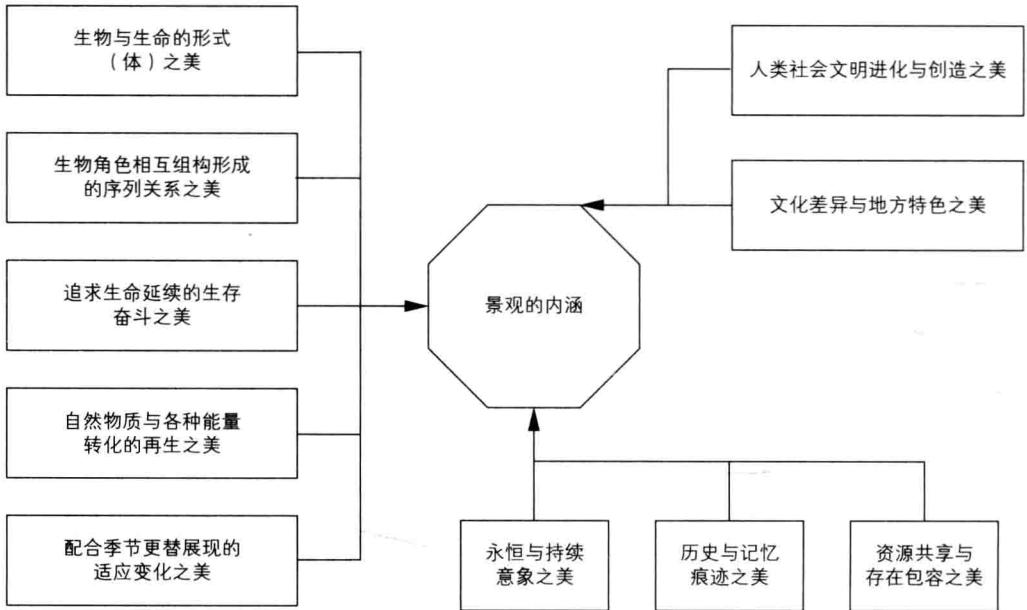 生物与生命的形式
（体）之美
生物角色相互组构形成
的序列关系之美
追求生命延续的生存
奋斗之美
自然物质与各种能量
转化的再生之美
配合季节更替展现的
适应变化之美
景观的内涵
人类社会文明进化与创造之美
文化差异与地方特色之美
永恒与持续
意象之美
历史与记忆
痕迹之美
资源共享与
存在包容之美